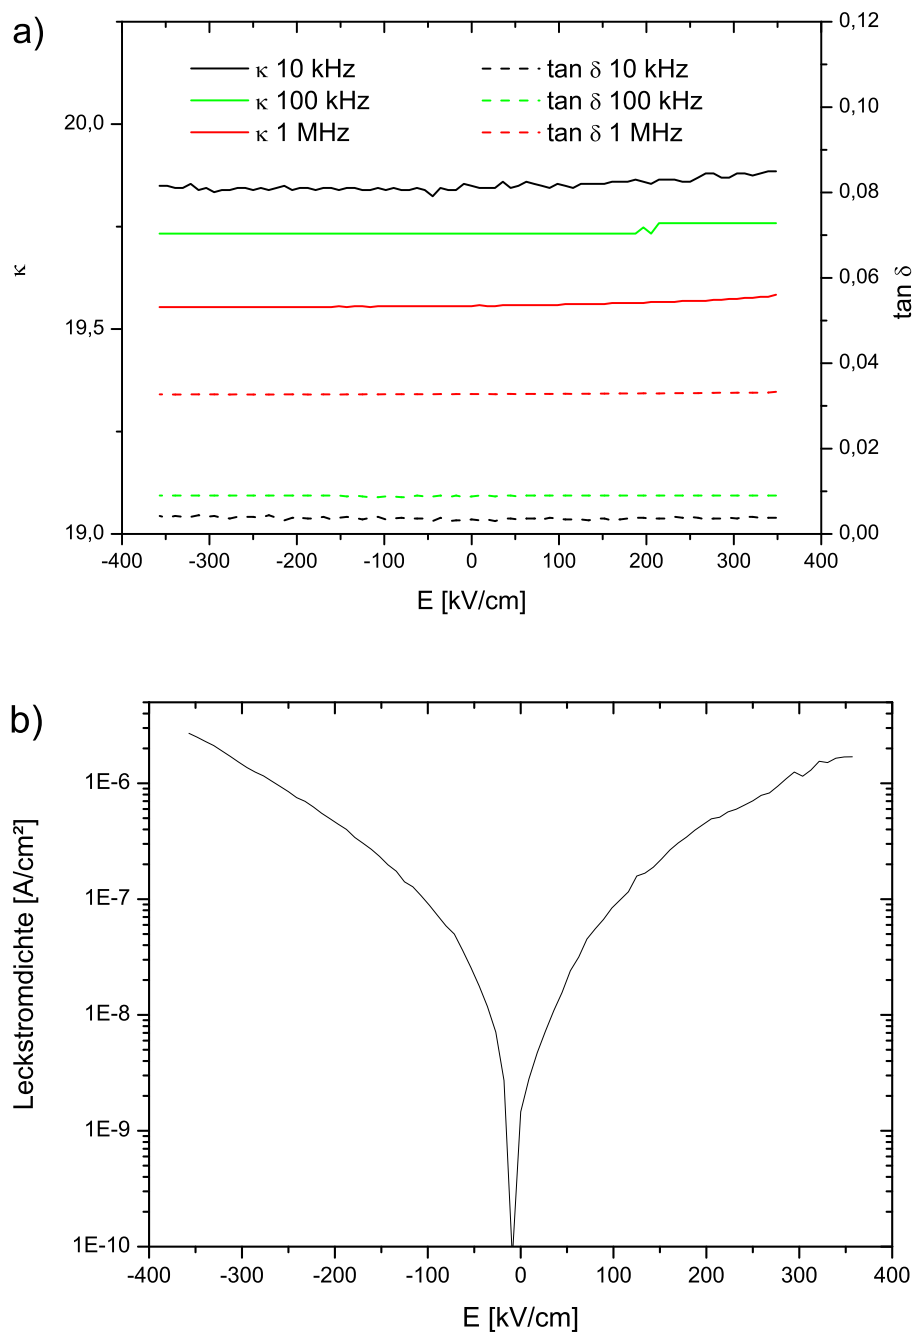 a)
κ 10 kHz tan δ 10 kHz
κ 100 kHz tan δ 100 kHz
κ 1 MHz tan δ 1 MHz
20,0
19,5
19,0
κ
0,12
0,10
0,08
0,06
0,04
0,02
0,00
tan δ
-400 -300 -200 -100 0 100 200 300 400
E [kV/cm]
b)
1E-6
1E-7
1E-8
1E-9
1E-10
Leckstromdichte [A/cm²]
-400 -300 -200 -100 0 100 200 300 400
E [kV/cm]